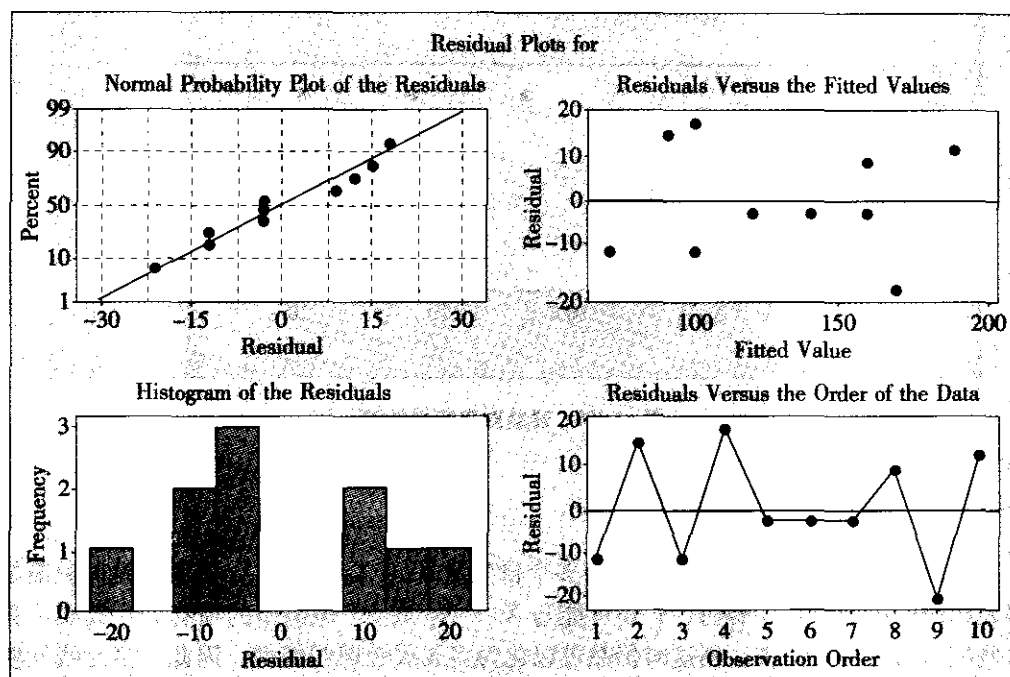 Residual Plots for
Normal Probability Plot of the Residuals
99
90
50
10
1
Percent
-30 -15 0 15 30
Residual
Residuals Versus the Fitted Values
20
10
0
-10
-20
Residual
100 150 200
Fitted Value
Histogram of the Residuals
3
2
1
0
Frequency
-20 -10 0 10 20
Residual
Residuals Versus the Order of the Data
20
10
0
-10
-20
Residual
1 2 3 4 5 6 7 8 9 10
Observation Order